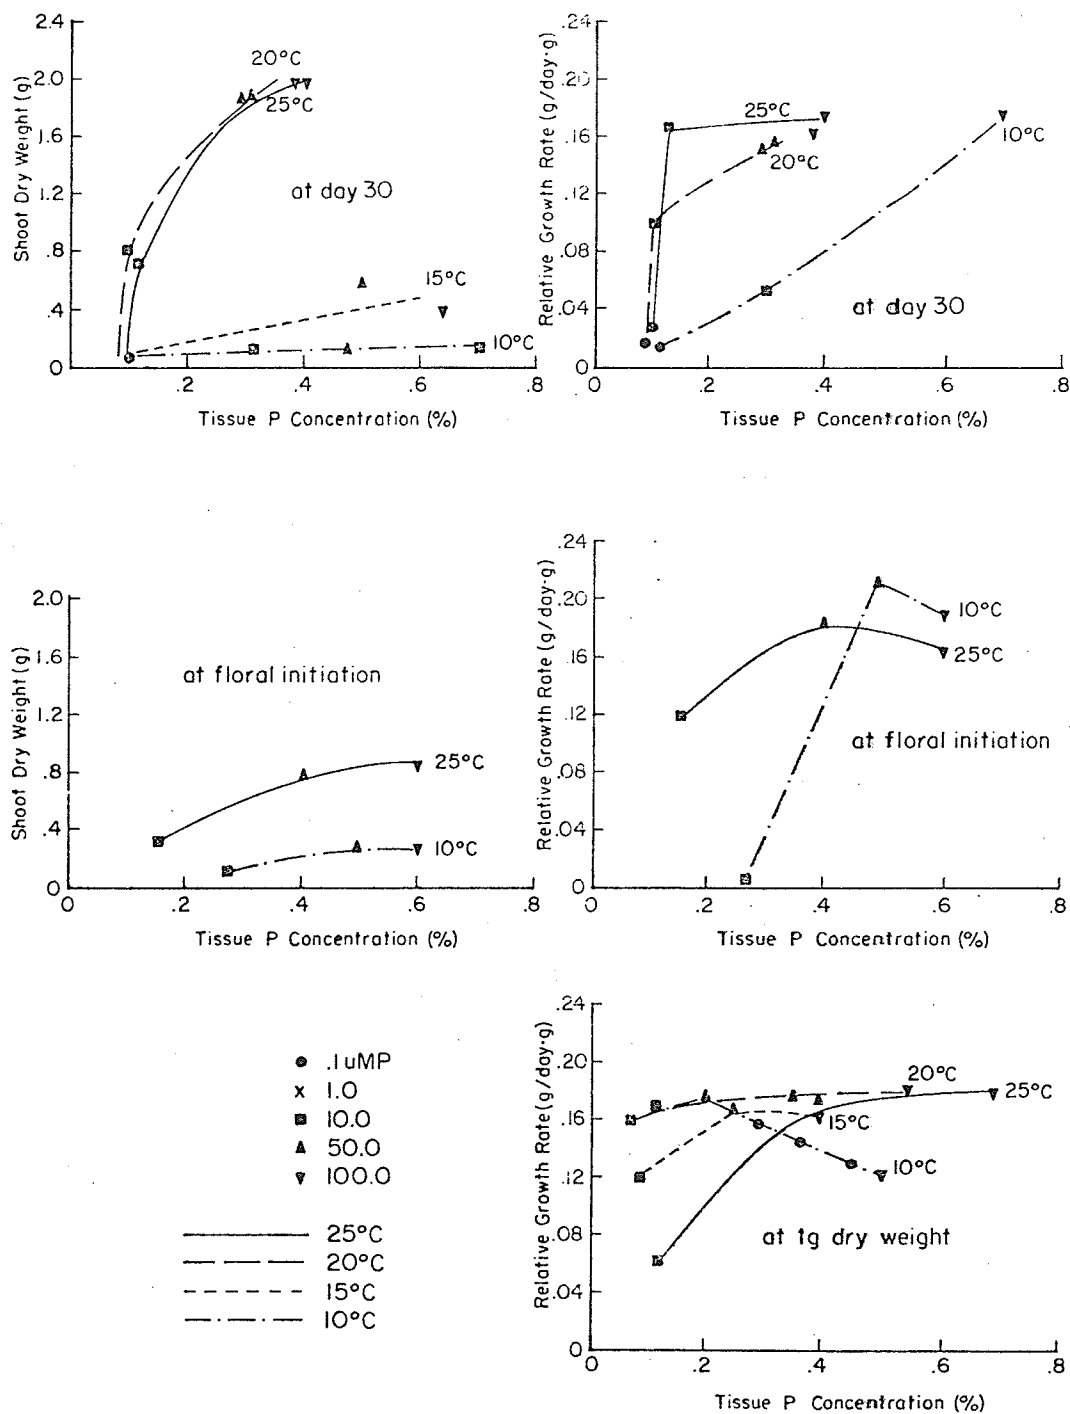 Shoot Dry Weight (g)
2.4
2.0
1.6
1.2
.8
.4
0
20°C
25°C
at day 30
15°C
10°C
0
.2
.4
.6
.8
Tissue P Concentration (%)
Relative Growth Rate (g/day·g)
.24
.20
.16
.12
.08
.04
0
25°C
20°C
10°C
at day 30
0
.2
.4
.6
.8
Tissue P Concentration (%)
Shoot Dry Weight (g)
2.0
1.6
1.2
.8
.4
0
at floral initiation
25°C
10°C
0
.2
.4
.6
.8
Tissue P Concentration (%)
Relative Growth Rate (g/day·g)
.24
.20
.16
.12
.08
.04
0
10°C
25°C
at floral initiation
0
.2
.4
.6
.8
Tissue P Concentration (%)
.1 uMP
x 1.0
10.0
50.0
100.0
25°C
20°C
15°C
10°C
Relative Growth Rate (g/day·g)
.24
.20
.16
.12
.08
.04
0
20°C
25°C
15°C
10°C
at 1g dry weight
0
.2
.4
.6
.8
Tissue P Concentration (%)